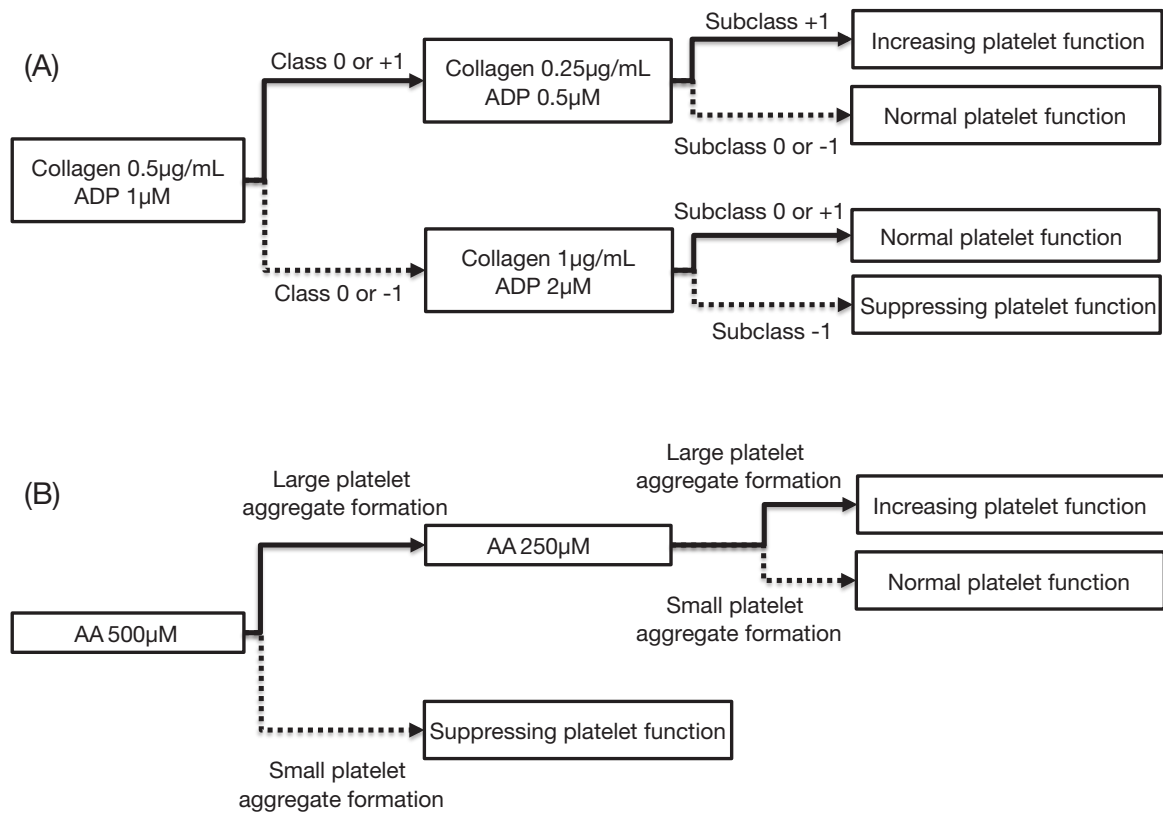 (A)
Class 0 or +1
Subclass +1
Increasing platelet function
Collagen 0.25µg/mL
ADP 0.5µM
Normal platelet function
Subclass 0 or -1
Collagen 0.5µg/mL
ADP 1µM
Subclass 0 or +1
Normal platelet function
Collagen 1µg/mL
ADP 2µM
Class 0 or -1
Suppressing platelet function
Subclass -1
(B)
Large platelet
aggregate formation
Large platelet
aggregate formation
Increasing platelet function
AA 250µM
Normal platelet function
Small platelet
aggregate formation
AA 500µM
Suppressing platelet function
Small platelet
aggregate formation